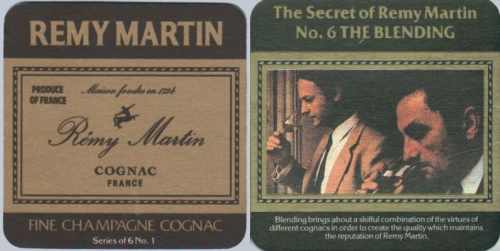 REMY MARTIN
PRODUCE
OF FRANCE
Maison fondée en 1724
Rémy Martin
COGNAC
FRANCE
FINE CHAMPAGNE COGNAC
Series of 6 No. 1
The Secret of Remy Martin
No. 6 THE BLENDING
Blending brings about a skilful combination of the virtues of
different cognacs in order to create the quality which maintains
the reputation of Remy Martin.